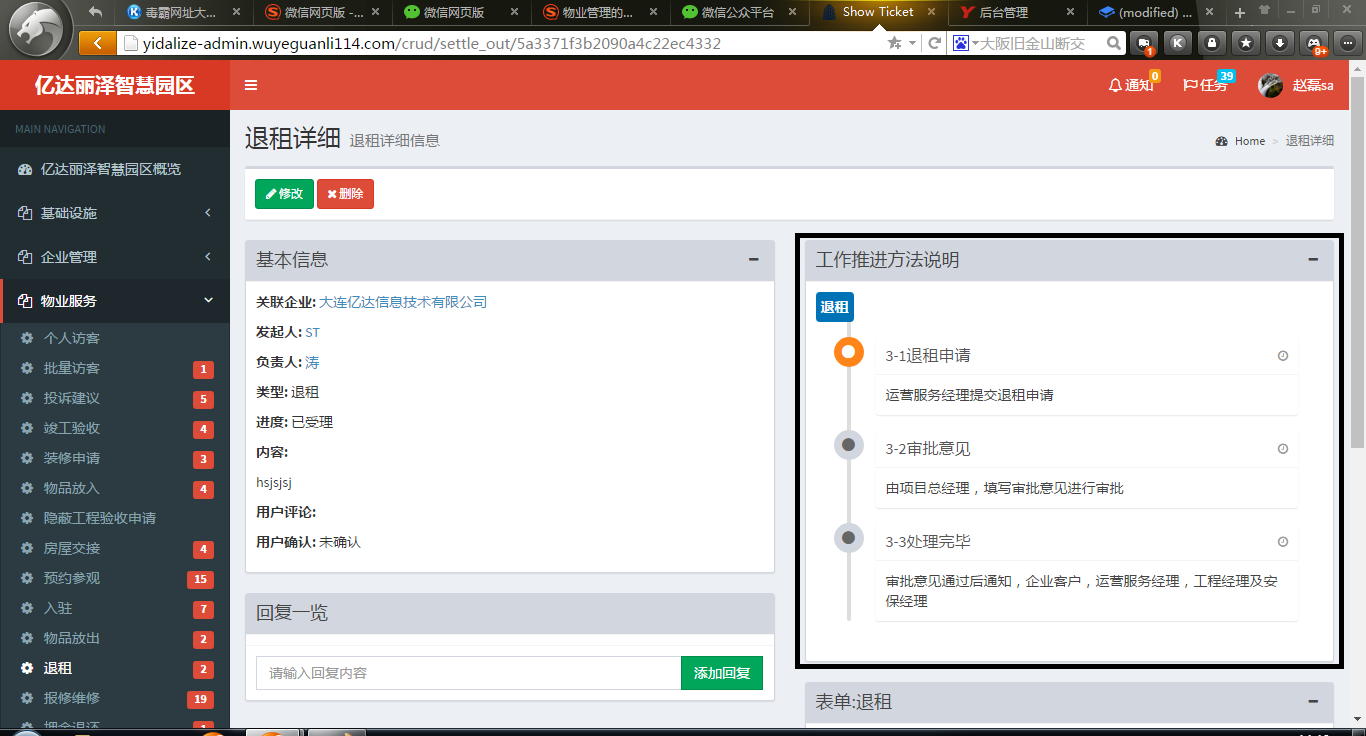 毒霸网址大...
微信网页版 -...
微信网页版
物业管理的...
微信公众平台
Show Ticket
后台管理
(modified) ...
yidalize-admin.wuyeguanli114.com/crud/settle_out/5a3371f3b2090a4c22ec4332
大阪旧金山断交
1
9+
亿达丽泽智慧园区
通知 0
任务 39
赵磊sa
MAIN NAVIGATION
亿达丽泽智慧园区概览
基础设施
企业管理
物业服务
个人访客
批量访客 1
投诉建议 5
竣工验收 4
装修申请 3
物品放入 4
隐蔽工程验收申请
房屋交接 4
预约参观 15
入驻 7
物品放出 2
退租 2
报修维修 19
押金退还 1
退租详细 退租详细信息
Home > 退租详细
修改
删除
基本信息
关联企业: 大连亿达信息技术有限公司
发起人: ST
负责人: 涛
类型: 退租
进度: 已受理
内容:
hsjsjsj
用户评论:
用户确认: 未确认
回复一览
请输入回复内容
添加回复
工作推进方法说明
退租
3-1退租申请
运营服务经理提交退租申请
3-2审批意见
由项目总经理，填写审批意见进行审批
3-3处理完毕
审批意见通过后通知，企业客户，运营服务经理，工程经理及安
保经理
表单:退租